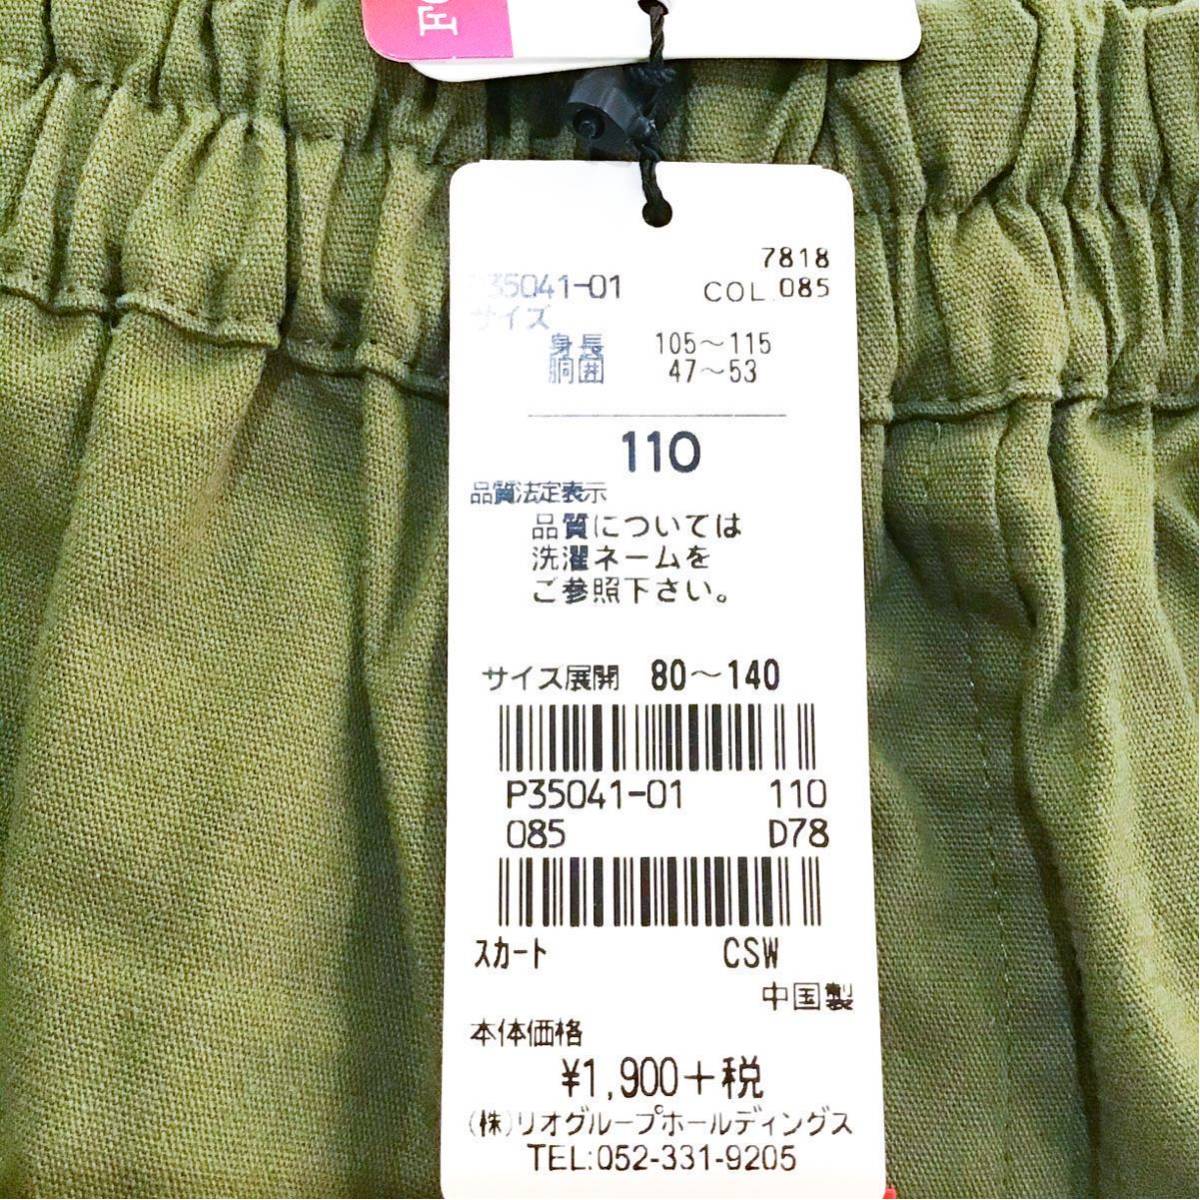 7818
35041-01
COL.085
サイズ
身長 105～115
胴囲 47～53
110
品質法定表示
品質については
洗濯ネームを
ご参照下さい。
サイズ展開 80～140
P35041-01 110
085 D78
スカート CSW
中国製
本体価格
¥1,900+税
(株)リオグループホールディングス
TEL:052-331-9205